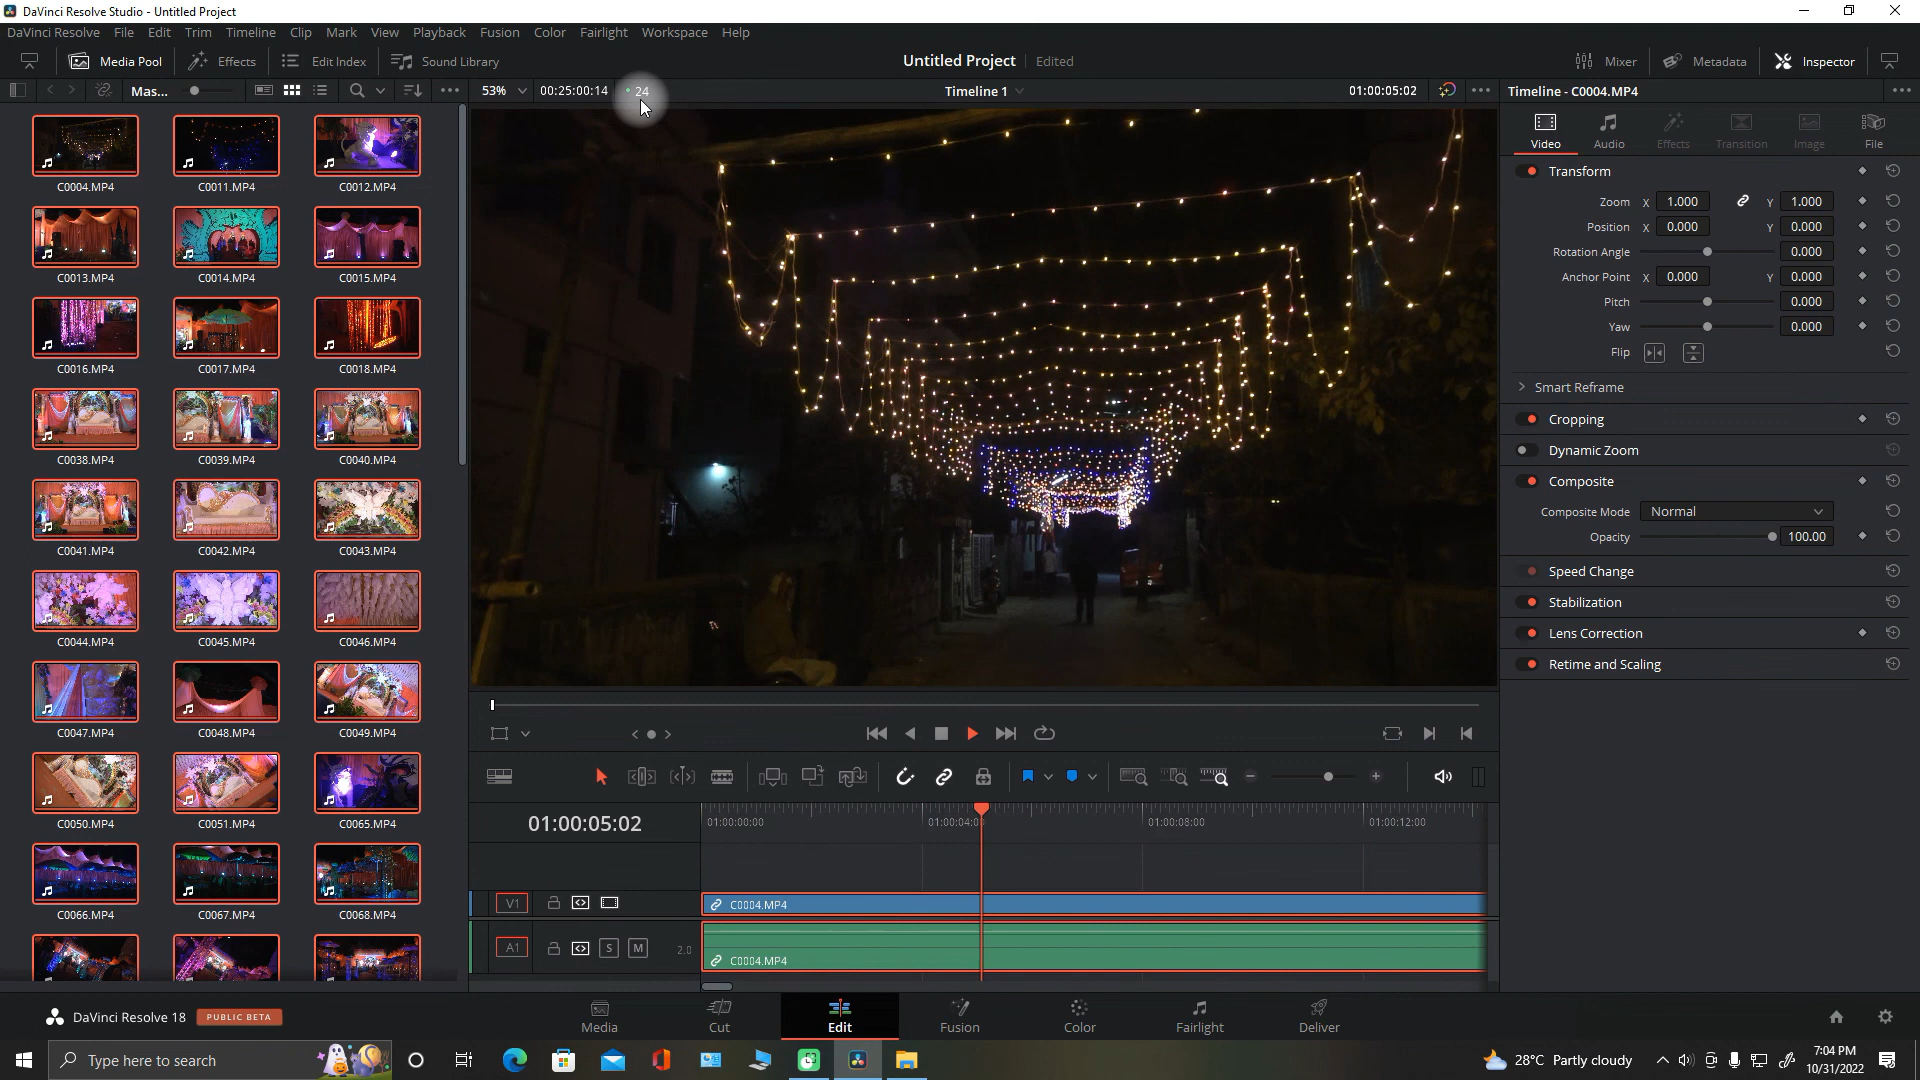 DaVinci Resolve Studio - Untitled Project
DaVinci Resolve File Edit Trim Timeline Clip Mark View Playback Fusion Color Fairlight Workspace Help
Media Pool Effects Edit Index Sound Library Untitled Project Edited Mixer Metadata Inspector
Mas... 53% 00:25:00:14 24 Timeline 1 01:00:05:02 Timeline - C0004.MP4
Video Audio Effects Transition Image File
C0004.MP4 C0011.MP4 C0012.MP4
C0013.MP4 C0014.MP4 C0015.MP4
C0016.MP4 C0017.MP4 C0018.MP4
C0038.MP4 C0039.MP4 C0040.MP4
C0041.MP4 C0042.MP4 C0043.MP4
C0044.MP4 C0045.MP4 C0046.MP4
C0047.MP4 C0048.MP4 C0049.MP4
C0050.MP4 C0051.MP4 C0065.MP4
C0066.MP4 C0067.MP4 C0068.MP4
Transform
Zoom X 1.000 Y 1.000
Position X 0.000 Y 0.000
Rotation Angle 0.000
Anchor Point X 0.000 Y 0.000
Pitch 0.000
Yaw 0.000
Flip
Smart Reframe
Cropping
Dynamic Zoom
Composite
Composite Mode Normal
Opacity 100.00
Speed Change
Stabilization
Lens Correction
Retime and Scaling
01:00:05:02 01:00:00:00 01:00:04:0 01:00:08:00 01:00:12:00
V1 C0004.MP4
A1 S M 2.0
C0004.MP4
DaVinci Resolve 18 PUBLIC BETA Media Cut Edit Fusion Color Fairlight Deliver
Type here to search 28°C Partly cloudy 7:04 PM
10/31/2022